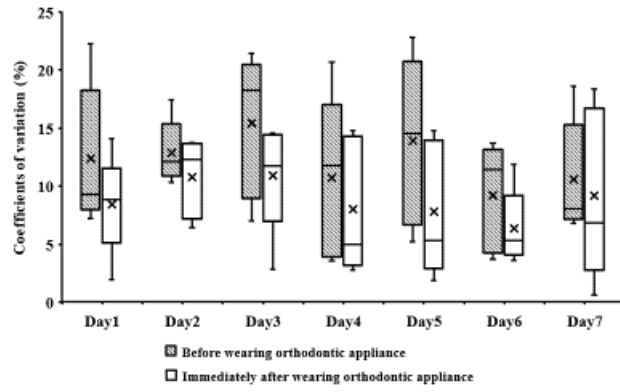 Coefficients of variation (%)
25
20
15
10
5
0
Day1 Day2 Day3 Day4 Day5 Day6 Day7
Before wearing orthodontic appliance
Immediately after wearing orthodontic appliance